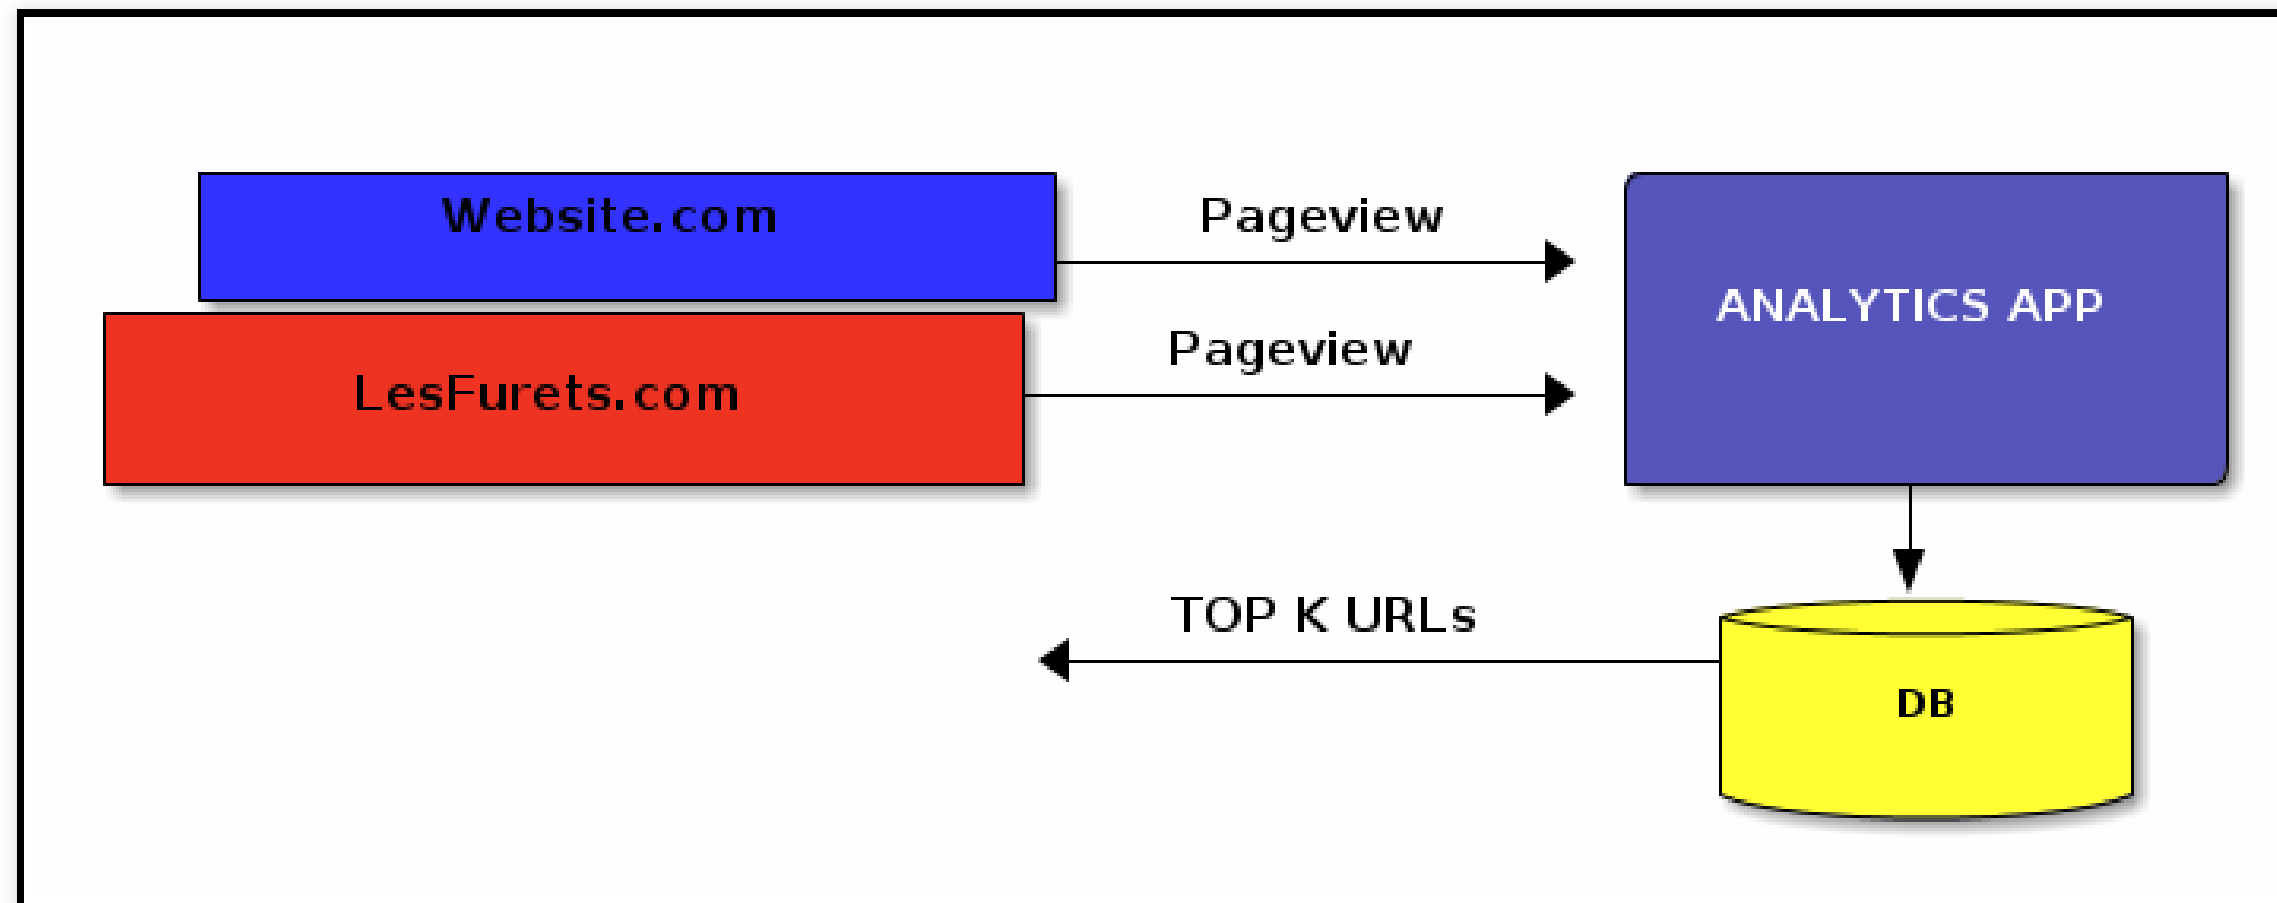 Website.com
Pageview
ANALYTICS APP
Pageview
LesFurets.com
TOP K URLs
DB